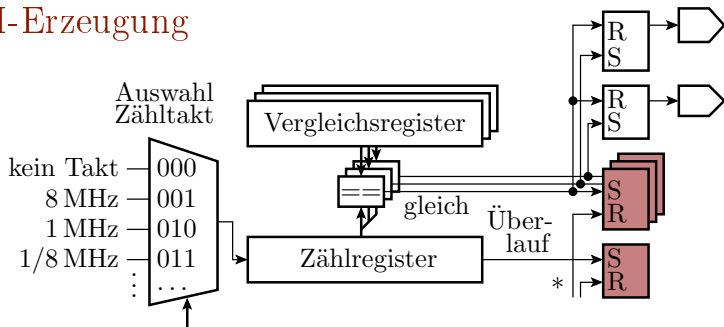 I-Erzeugung
Auswahl
Zähltakt
kein Takt
8 MHz
1 MHz
1/8 MHz
⋮
000
001
010
011
⋮ ...
Vergleichsregister
==
gleich
Zählregister
Über-
lauf
R
S
R
S
S
R
S
R
*